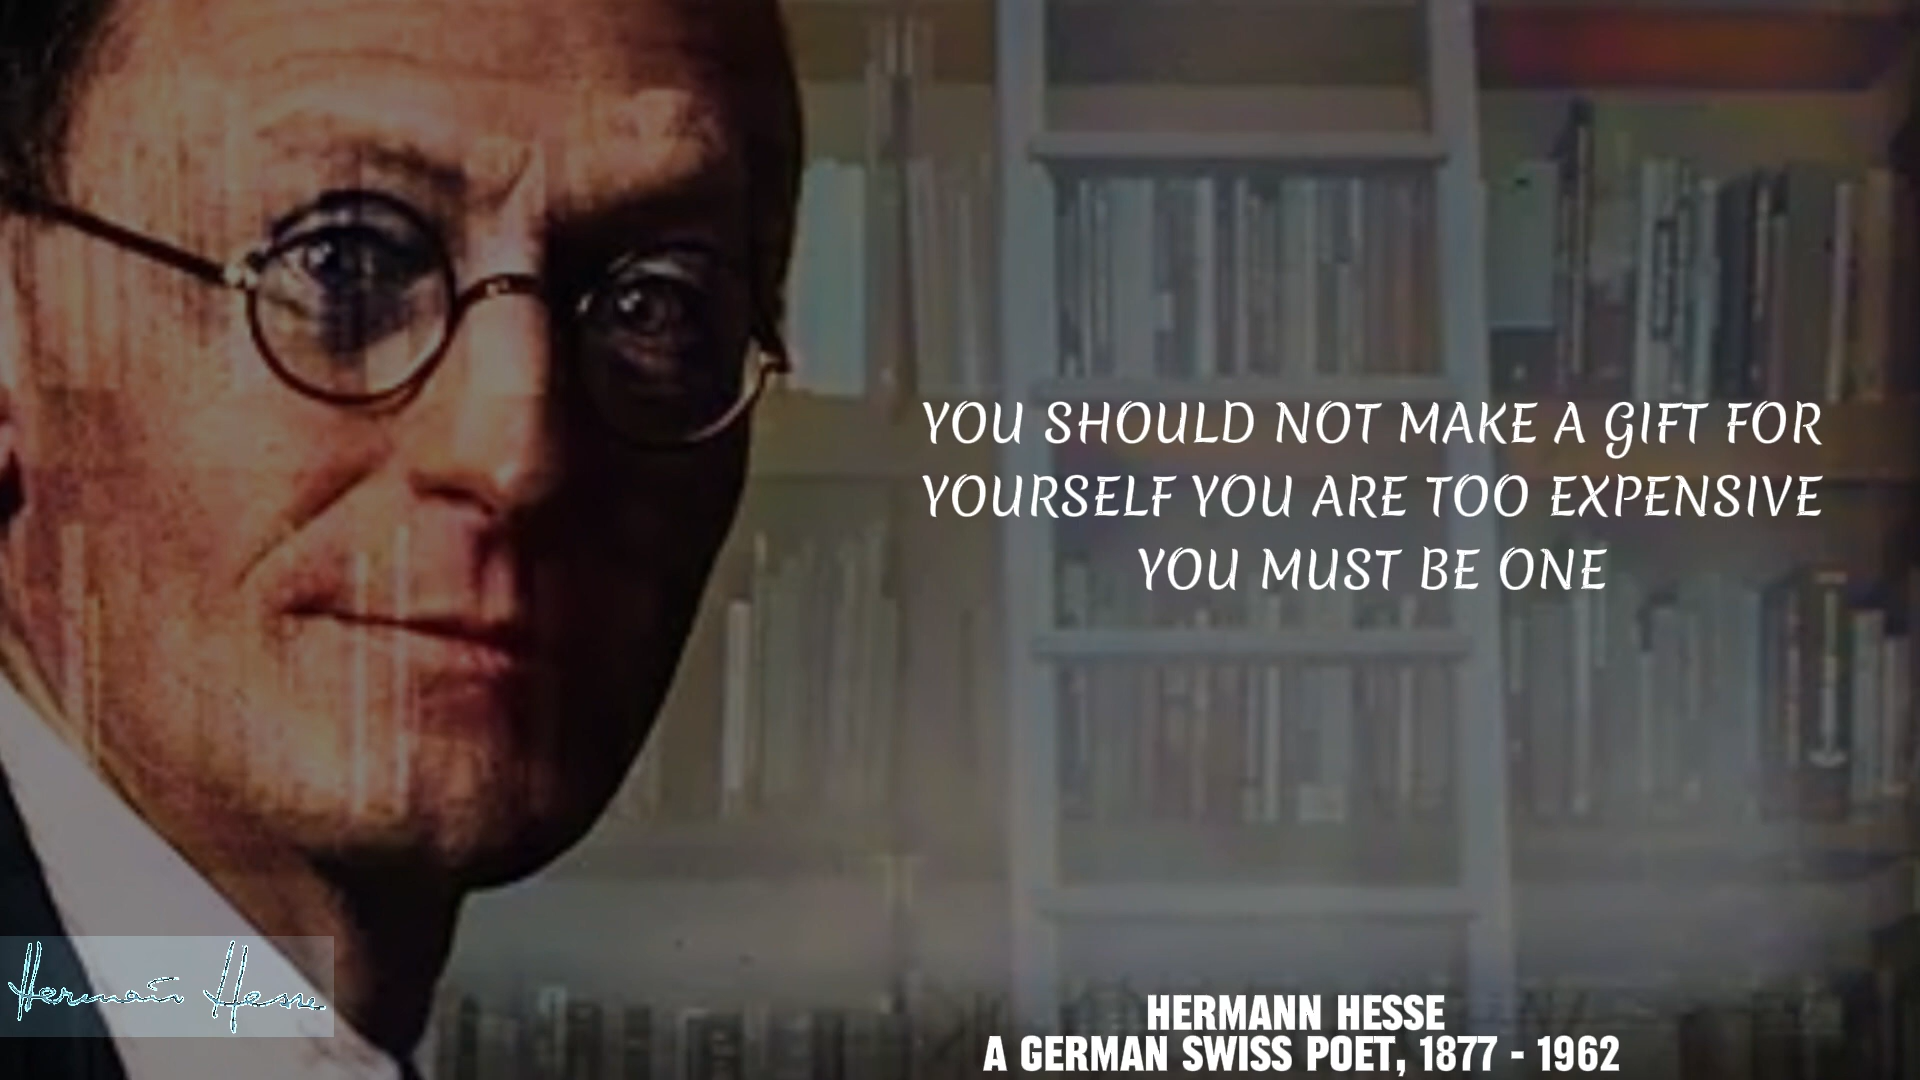 YOU SHOULD NOT MAKE A GIFT FOR
YOURSELF YOU ARE TOO EXPENSIVE
YOU MUST BE ONE
Hermann Hesse
HERMANN HESSE
A GERMAN SWISS POET, 1877 - 1962